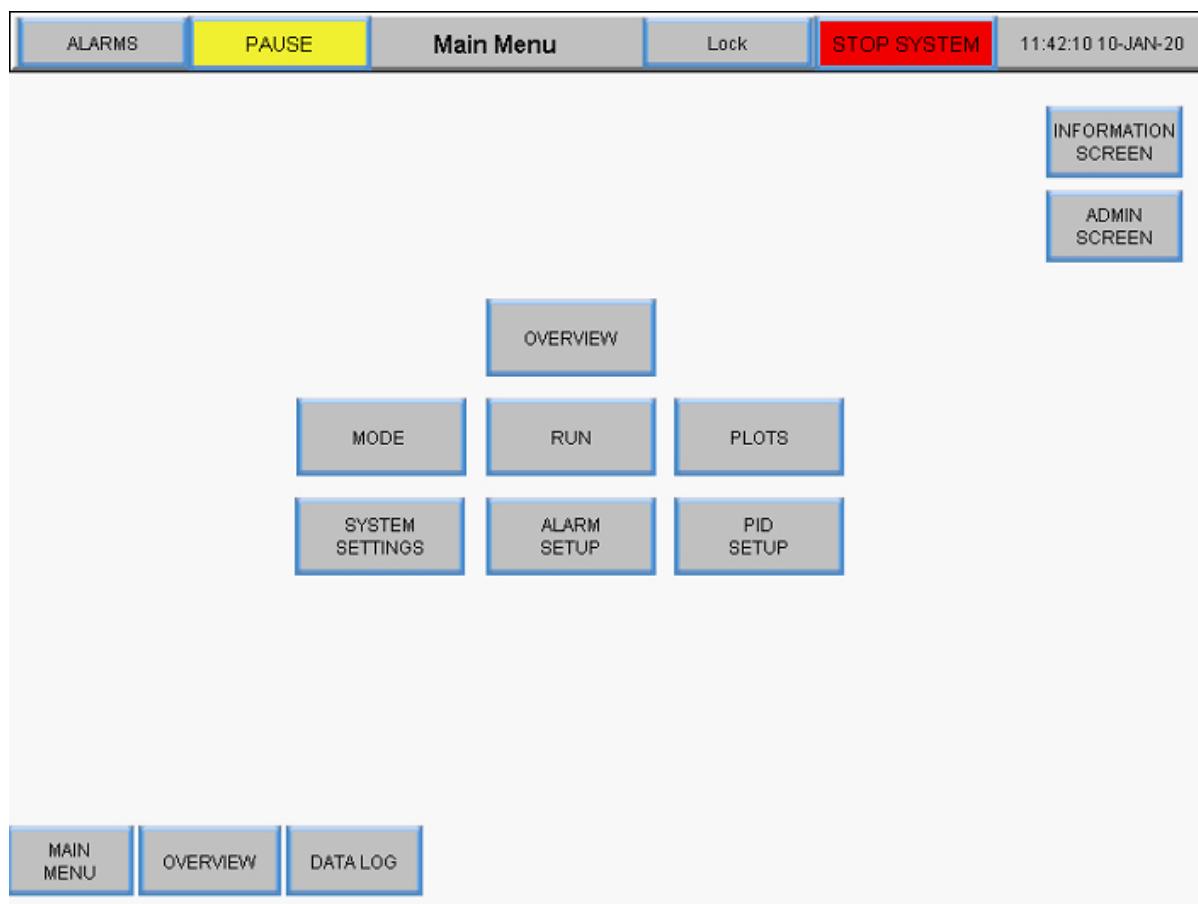 ALARMS PAUSE Main Menu Lock STOP SYSTEM 11:42:10 10-JAN-20
INFORMATION
SCREEN
ADMIN
SCREEN
OVERVIEW
MODE RUN PLOTS
SYSTEM
SETTINGS
ALARM
SETUP
PID
SETUP
MAIN
MENU
OVERVIEW
DATA LOG